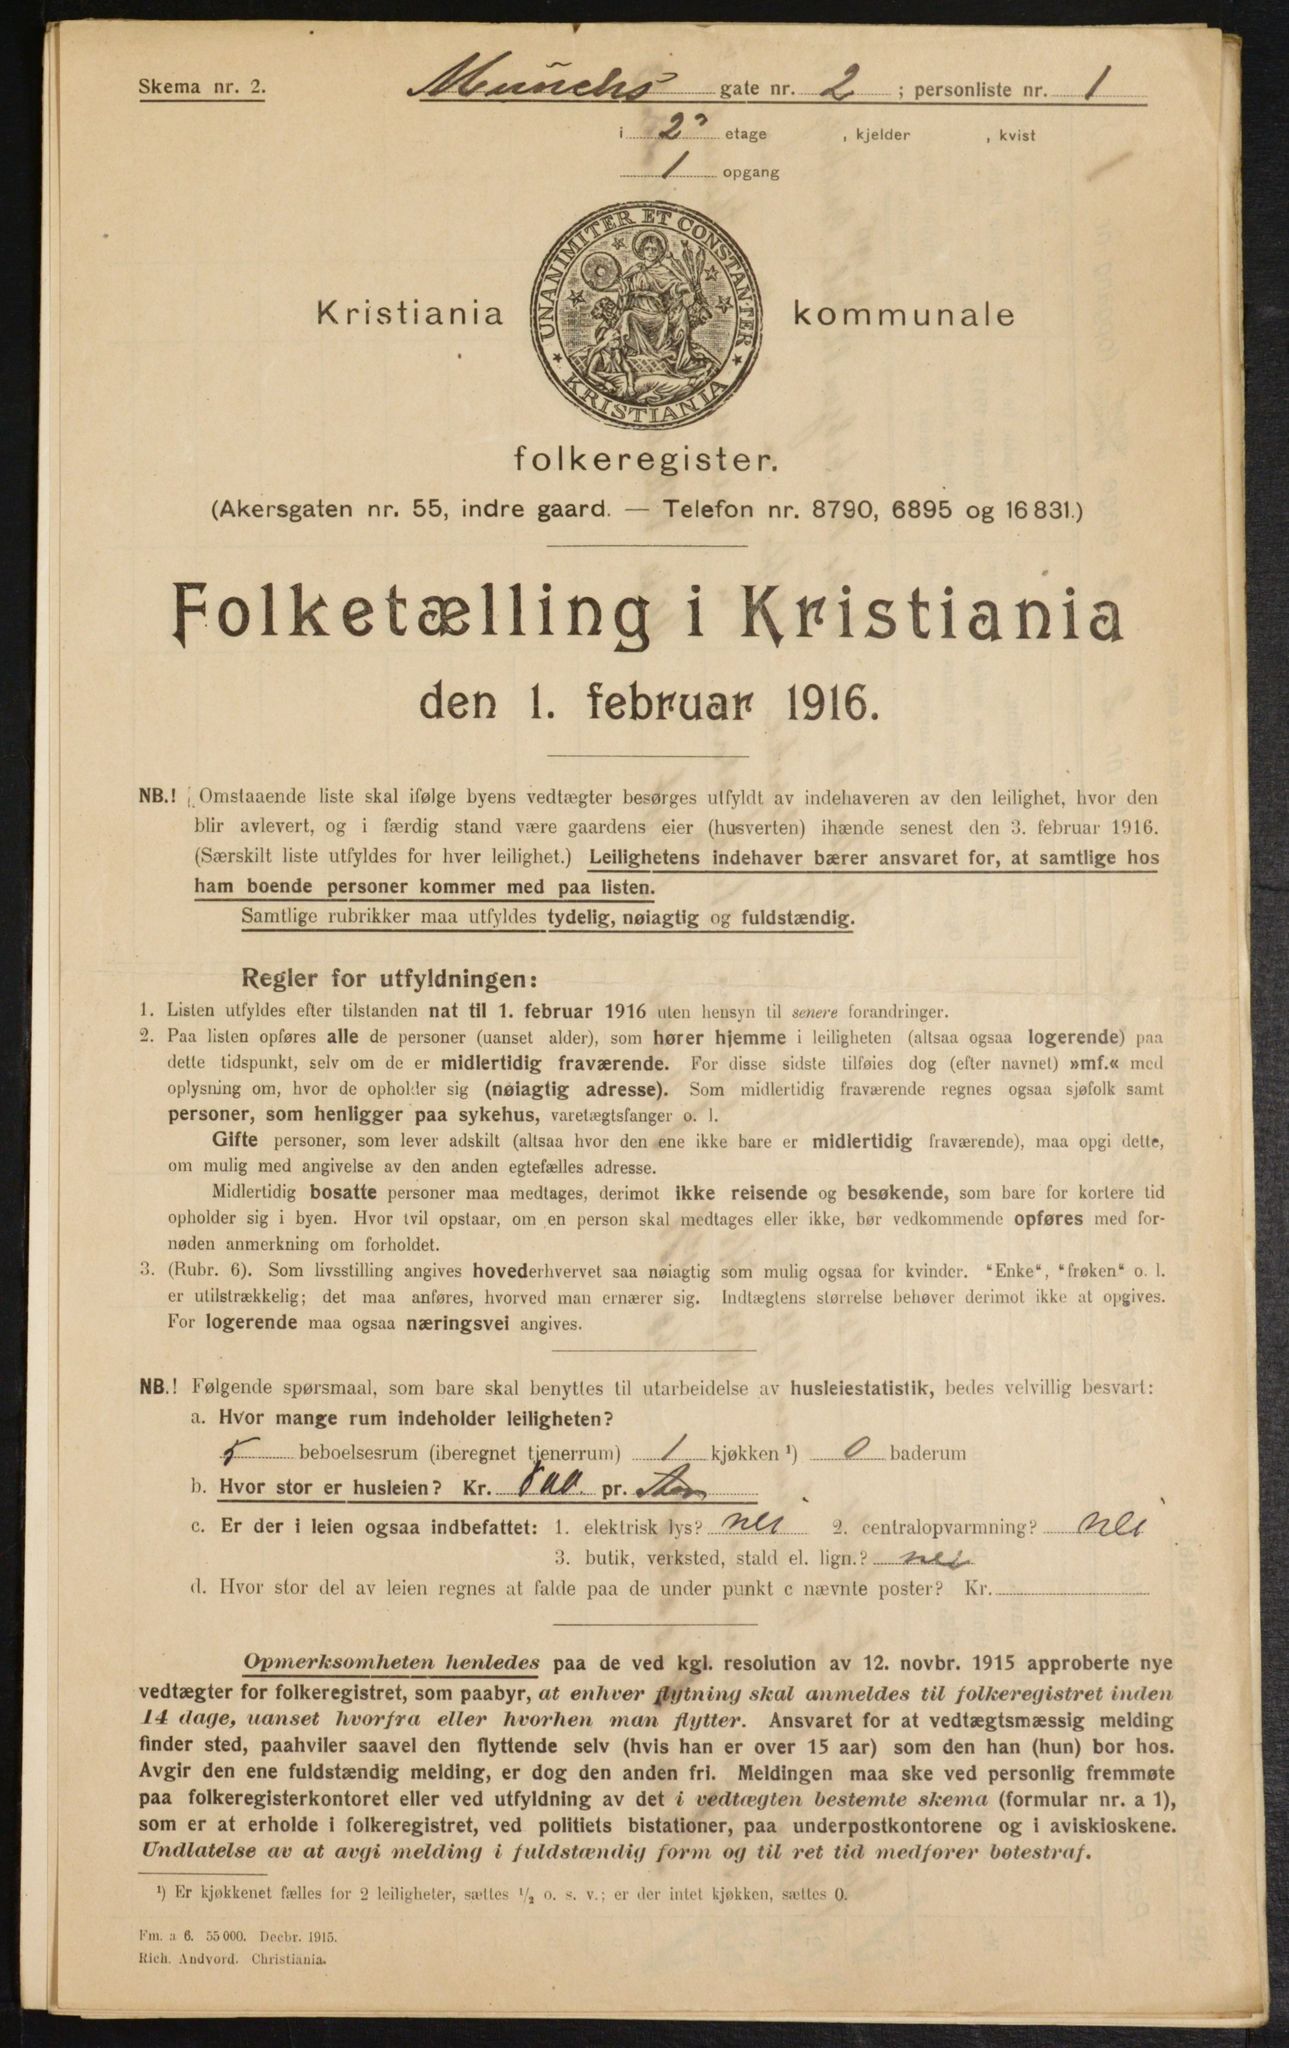 Skema nr. 2.
Munchs gate nr. 2 ; personliste nr. 1
i 2 etage , kjelder , kvist
1 opgang
UNANIMITER ET CONSTANTER
KRISTIANIA
Kristiania kommunale
folkeregister.
(Akersgaten nr. 55, indre gaard. — Telefon nr. 8790, 6895 og 16831.)
Folketælling i Kristiania
den 1. februar 1916.
NB.! Omstaaende liste skal ifølge byens vedtægter besørges utfyldt av indehaveren av den leilighet, hvor den
blir avlevert, og i færdig stand være gaardens eier (husverten) ihænde senest den 3. februar 1916.
(Særskilt liste utfyldes for hver leilighet.) Leilighetens indehaver bærer ansvaret for, at samtlige hos
ham boende personer kommer med paa listen.
Samtlige rubrikker maa utfyldes tydelig, nøiagtig og fuldstændig.
Regler for utfyldningen:
1. Listen utfyldes efter tilstanden nat til 1. februar 1916 uten hensyn til senere forandringer.
2. Paa listen opføres alle de personer (uanset alder), som hører hjemme i leiligheten (altsaa ogsaa logerende) paa
dette tidspunkt, selv om de er midlertidig fraværende. For disse sidste tilføies dog (efter navnet) »mf.« med
oplysning om, hvor de opholder sig (nøiagtig adresse). Som midlertidig fraværende regnes ogsaa sjøfolk samt
personer, som henligger paa sykehus, varetægtsfanger o. l.
Gifte personer, som lever adskilt (altsaa hvor den ene ikke bare er midlertidig fraværende), maa opgi dette,
om mulig med angivelse av den anden egtefælles adresse.
Midlertidig bosatte personer maa medtages, derimot ikke reisende og besøkende, som bare for kortere tid
opholder sig i byen. Hvor tvil opstaar, om en person skal medtages eller ikke, bør vedkommende opføres med for-
nøden anmerkning om forholdet.
3. (Rubr. 6). Som livsstilling angives hovederhvervet saa nøiagtig som mulig ogsaa for kvinder. "Enke", "frøken" o. l.
er utilstrækkelig; det maa anføres, hvorved man ernærer sig. Indtægtens størrelse behøver derimot ikke at opgives.
For logerende maa ogsaa næringsvei angives.
NB.! Følgende spørsmaal, som bare skal benyttes til utarbeidelse av husleiestatistik, bedes velvillig besvart:
a. Hvor mange rum indeholder leiligheten?
5 beboelsesrum (iberegnet tjenerrum) 1 kjøkken ¹) 0 baderum
b. Hvor stor er husleien? Kr. 800 pr. Aar
c. Er der i leien ogsaa indbefattet: 1. elektrisk lys? nei 2. centralopvarmning? nei
3. butik, verksted, stald el. lign.? nei
d. Hvor stor del av leien regnes at falde paa de under punkt c nævnte poster? Kr.
Opmerksomheten henledes paa de ved kgl. resolution av 12. novbr. 1915 approberte nye
vedtægter for folkeregistret, som paabyr, at enhver flytning skal anmeldes til folkeregistret inden
14 dage, uanset hvorfra eller hvorhen man flytter. Ansvaret for at vedtægtsmæssig melding
finder sted, paahviler saavel den flyttende selv (hvis han er over 15 aar) som den han (hun) bor hos.
Avgir den ene fuldstændig melding, er dog den anden fri. Meldingen maa ske ved personlig fremmøte
paa folkeregisterkontoret eller ved utfyldning av det i vedtægten bestemte skema (formular nr. a 1),
som er at erholde i folkeregistret, ved politiets bistationer, paa underpostkontorene og i aviskioskene.
Undlatelse av at avgi melding i fuldstændig form og til ret tid medfører bøtestraf.
¹) Er kjøkkenet fælles for 2 leiligheter, sættes ½ o. s. v.; er der intet kjøkken, sættes 0.
Fm. a 6. 55000. Decbr. 1915.
Rich. Andvord. Christiania.